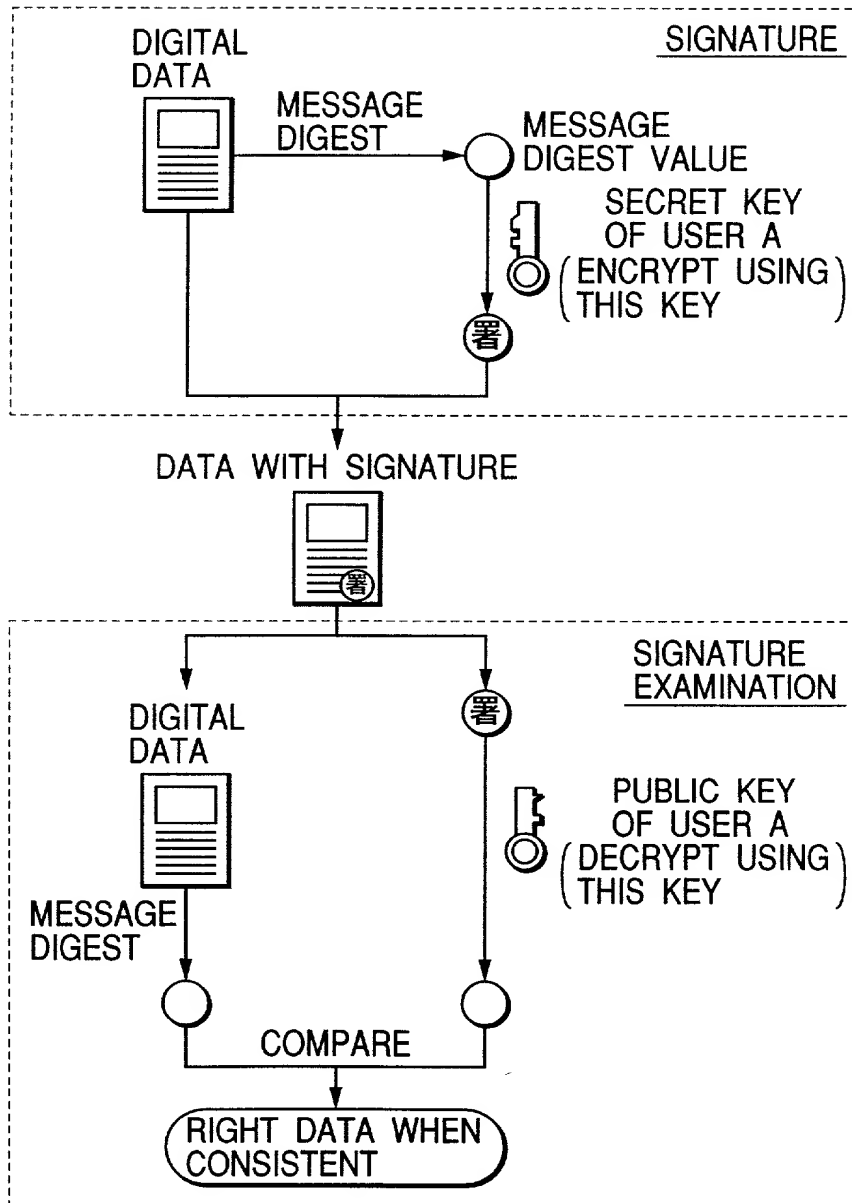 DIGITAL
DATA
SIGNATURE
MESSAGE
DIGEST
MESSAGE
DIGEST VALUE
SECRET KEY
OF USER A
(ENCRYPT USING
THIS KEY)
署
DATA WITH SIGNATURE
署
SIGNATURE
EXAMINATION
DIGITAL
DATA
署
PUBLIC KEY
OF USER A
(DECRYPT USING
THIS KEY)
MESSAGE
DIGEST
COMPARE
RIGHT DATA WHEN
CONSISTENT